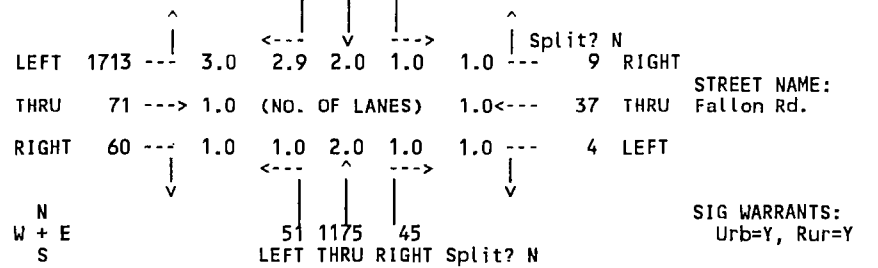 ^ ^
<--- v ---> Split? N
LEFT 1713 --- 3.0 2.9 2.0 1.0 1.0 --- 9 RIGHT
STREET NAME:
THRU 71 ---> 1.0 (NO. OF LANES) 1.0<--- 37 THRU Fallon Rd.
RIGHT 60 --- 1.0 1.0 2.0 1.0 1.0 --- 4 LEFT
<--- ^ --->
v v
N SIG WARRANTS:
W + E 51 1175 45 Urb=Y, Rur=Y
S LEFT THRU RIGHT Split? N